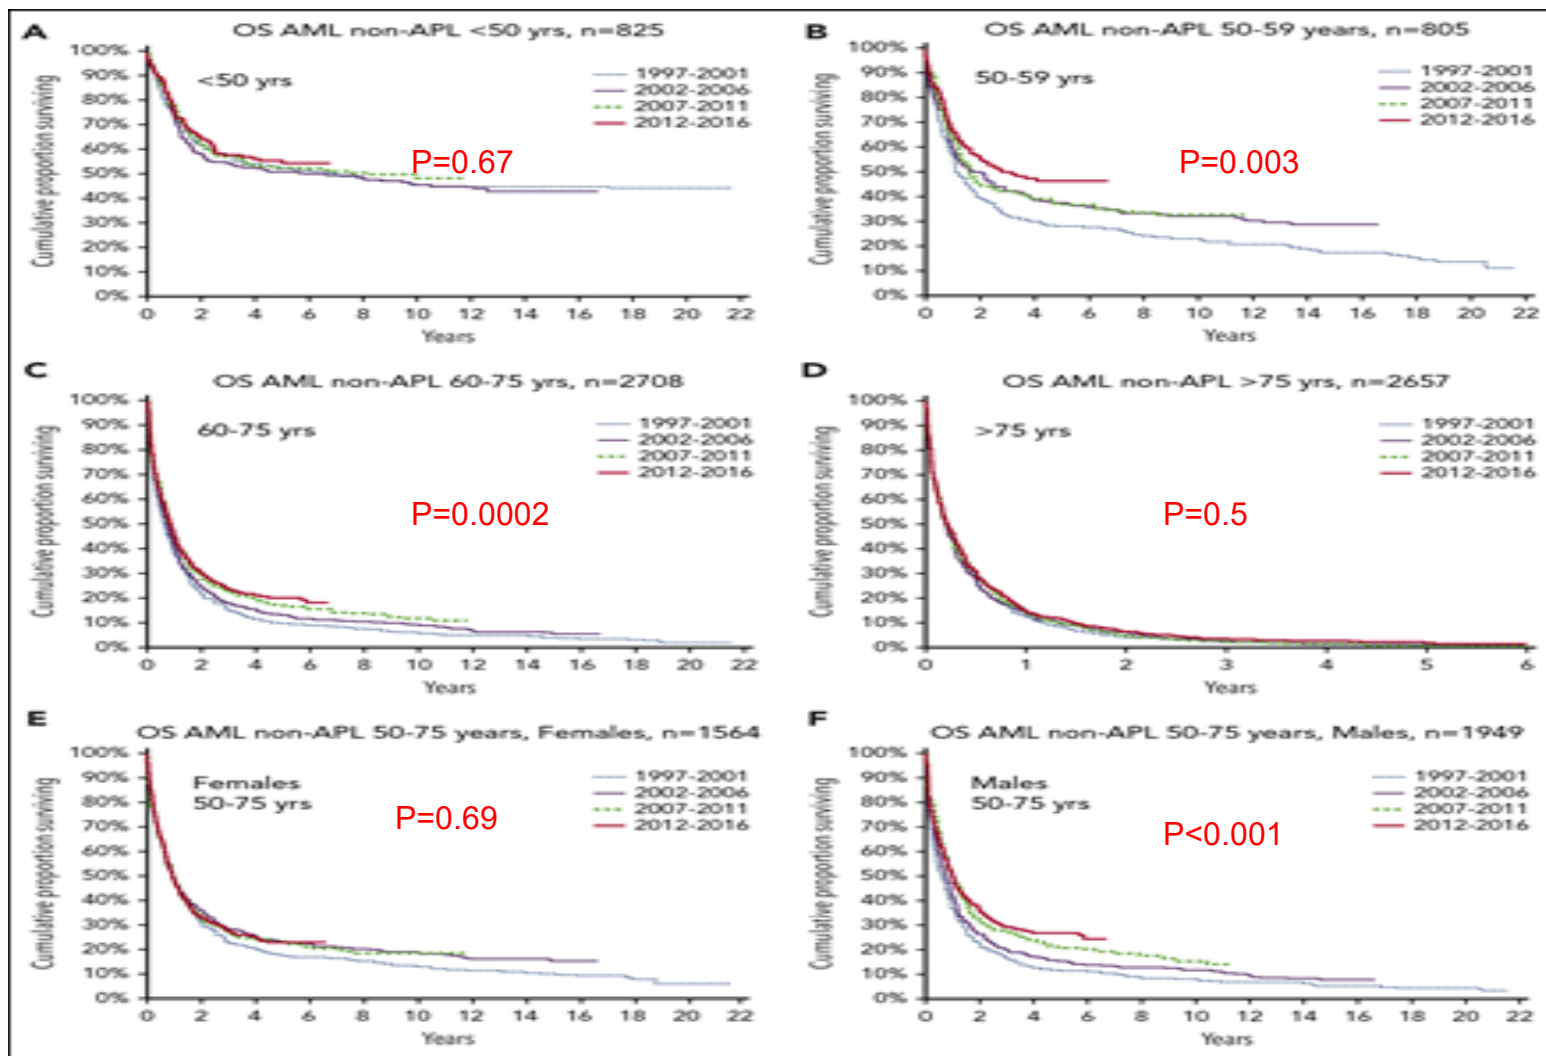 A
OS AML non-APL <50 yrs, n=825
Cumulative proportion surviving
100%
90%
80%
70%
60%
50%
40%
30%
20%
10%
0%
<50 yrs
1997-2001
2002-2006
2007-2011
2012-2016
P=0.67
0 2 4 6 8 10 12 14 16 18 20 22
Years
B
OS AML non-APL 50-59 years, n=805
Cumulative proportion surviving
100%
90%
80%
70%
60%
50%
40%
30%
20%
10%
0%
50-59 yrs
1997-2001
2002-2006
2007-2011
2012-2016
P=0.003
0 2 4 6 8 10 12 14 16 18 20 22
Years
C
OS AML non-APL 60-75 yrs, n=2708
Cumulative proportion surviving
100%
90%
80%
70%
60%
50%
40%
30%
20%
10%
0%
60-75 yrs
1997-2001
2002-2006
2007-2011
2012-2016
P=0.0002
0 2 4 6 8 10 12 14 16 18 20 22
Years
D
OS AML non-APL >75 yrs, n=2657
Cumulative proportion surviving
100%
90%
80%
70%
60%
50%
40%
30%
20%
10%
0%
>75 yrs
1997-2001
2002-2006
2007-2011
2012-2016
P=0.5
0 1 2 3 4 5 6
Years
E
OS AML non-APL 50-75 years, Females, n=1564
Cumulative proportion surviving
100%
90%
80%
70%
60%
50%
40%
30%
20%
10%
0%
Females
50-75 yrs
1997-2001
2002-2006
2007-2011
2012-2016
P=0.69
0 2 4 6 8 10 12 14 16 18 20 22
Years
F
OS AML non-APL 50-75 years, Males, n=1949
Cumulative proportion surviving
100%
90%
80%
70%
60%
50%
40%
30%
20%
10%
0%
Males
50-75 yrs
1997-2001
2002-2006
2007-2011
2012-2016
P<0.001
0 2 4 6 8 10 12 14 16 18 20 22
Years